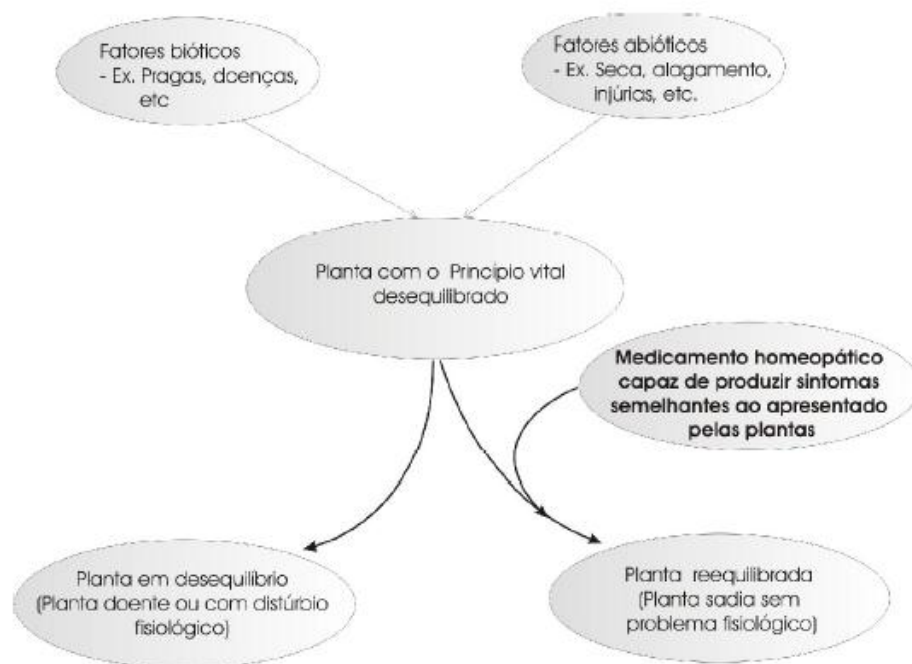 Fatores bióticos
- Ex. Pragas, doenças,
etc
Fatores abióticos
- Ex. Seca, alagamento,
injúrias, etc.
Planta com o Princípio vital
desequilibrado
Medicamento homeopático
capaz de produzir sintomas
semelhantes ao apresentado
pelas plantas
Planta em desequilíbrio
(Planta doente ou com distúrbio
fisiológico)
Planta reequilibrada
(Planta sadia sem
problema fisiológico)